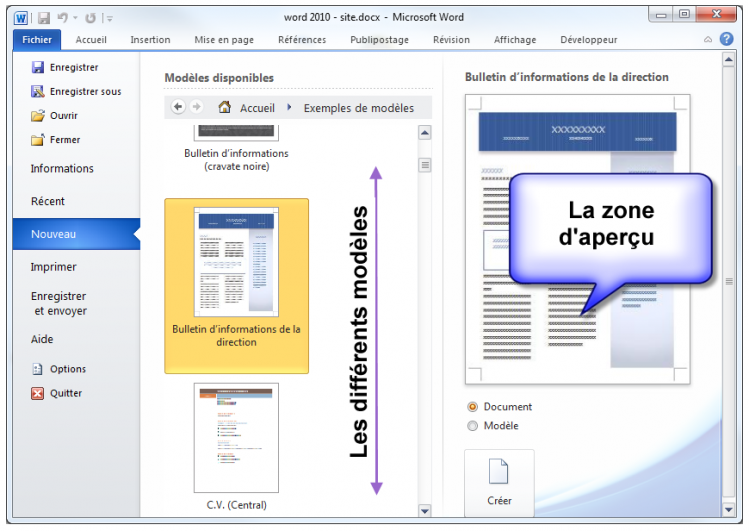 word 2010 - site.docx - Microsoft Word
Fichier Accueil Insertion Mise en page Références Publipostage Révision Affichage Développeur
Enregistrer
Enregistrer sous
Ouvrir
Fermer
Informations
Récent
Nouveau
Imprimer
Enregistrer
et envoyer
Aide
Options
Quitter
Modèles disponibles
Accueil Exemples de modèles
Bulletin d'informations
(cravate noire)
Bulletin d'informations de la
direction
C.V. (Central)
Les différents modèles
Bulletin d'informations de la direction
XXXXXXXXX
La zone
d'aperçu
Document
Modèle
Créer